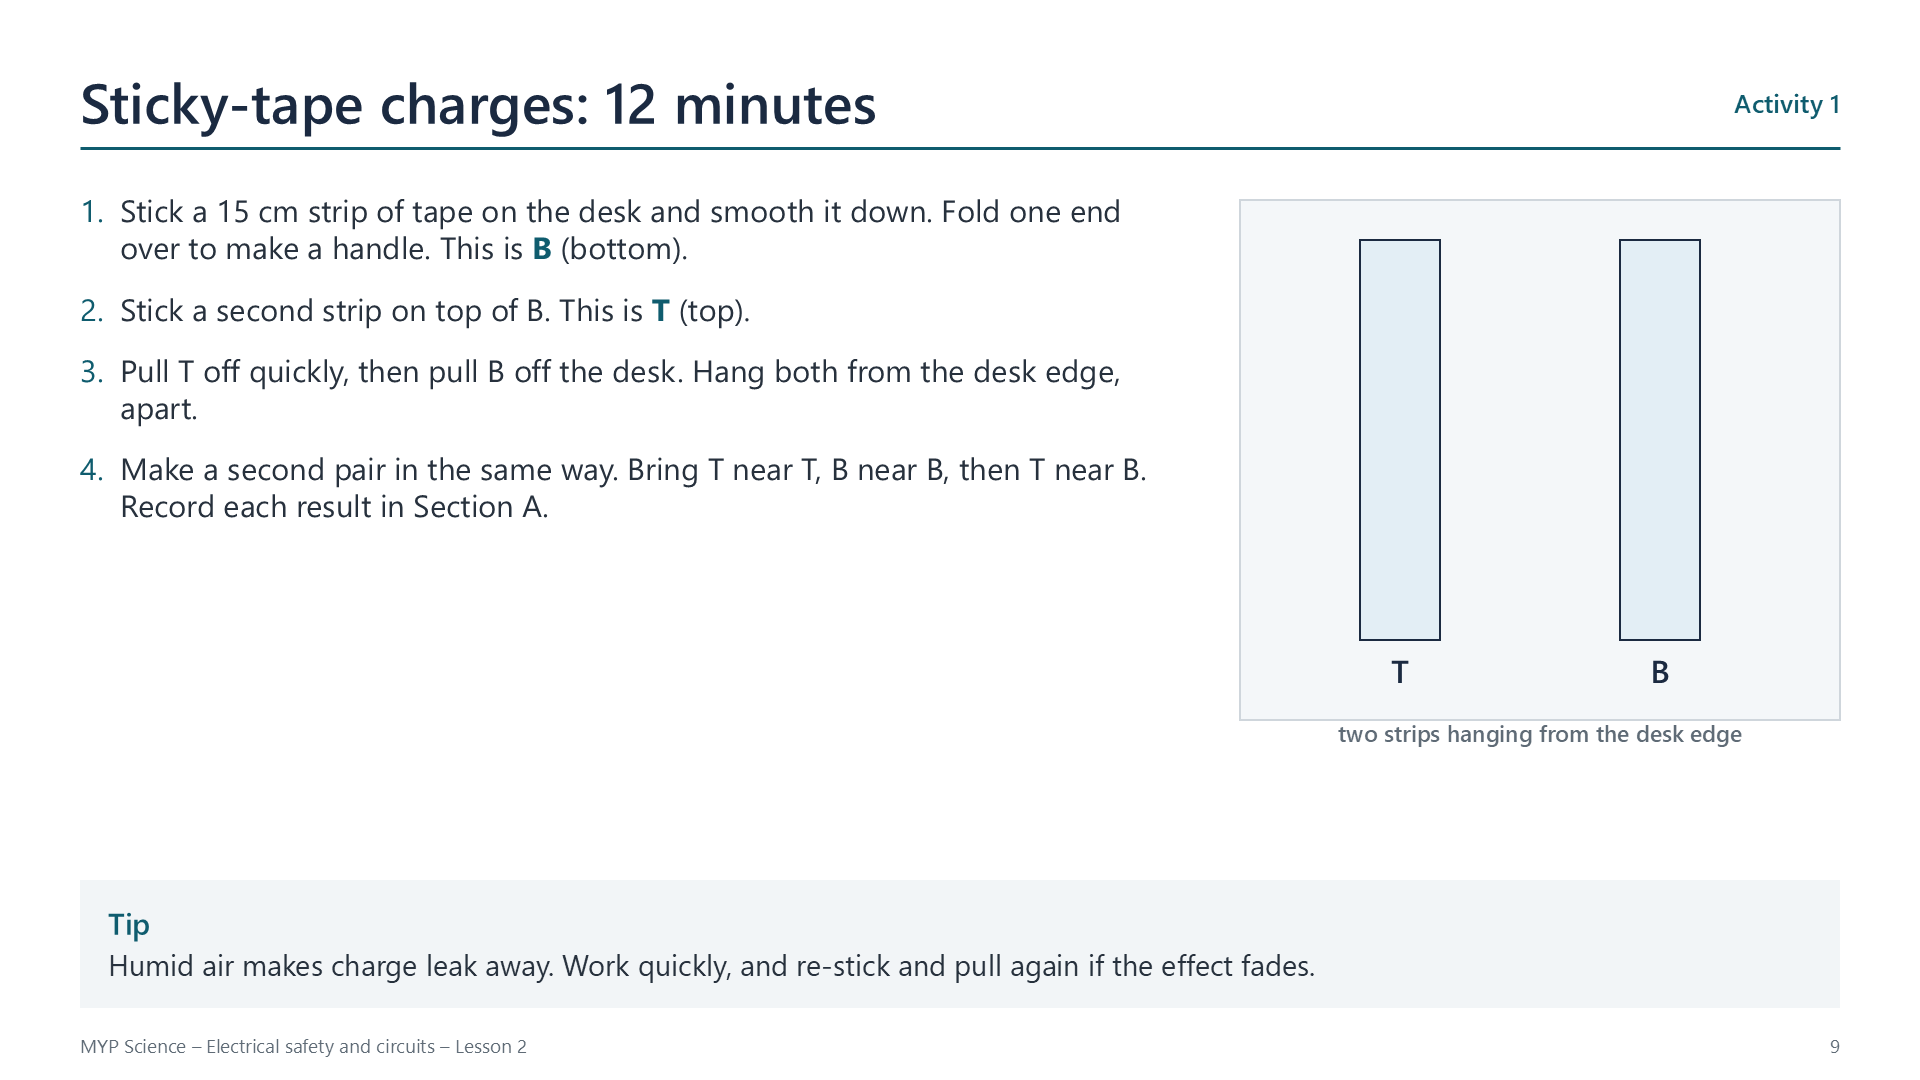 Sticky-tape charges: 12 minutes
Activity 1
1. Stick a 15 cm strip of tape on the desk and smooth it down. Fold one end
over to make a handle. This is B (bottom).
2. Stick a second strip on top of B. This is T (top).
3. Pull T off quickly, then pull B off the desk. Hang both from the desk edge,
apart.
4. Make a second pair in the same way. Bring T near T, B near B, then T near B.
Record each result in Section A.
T
B
two strips hanging from the desk edge
Tip
Humid air makes charge leak away. Work quickly, and re-stick and pull again if the effect fades.
MYP Science – Electrical safety and circuits – Lesson 2
9